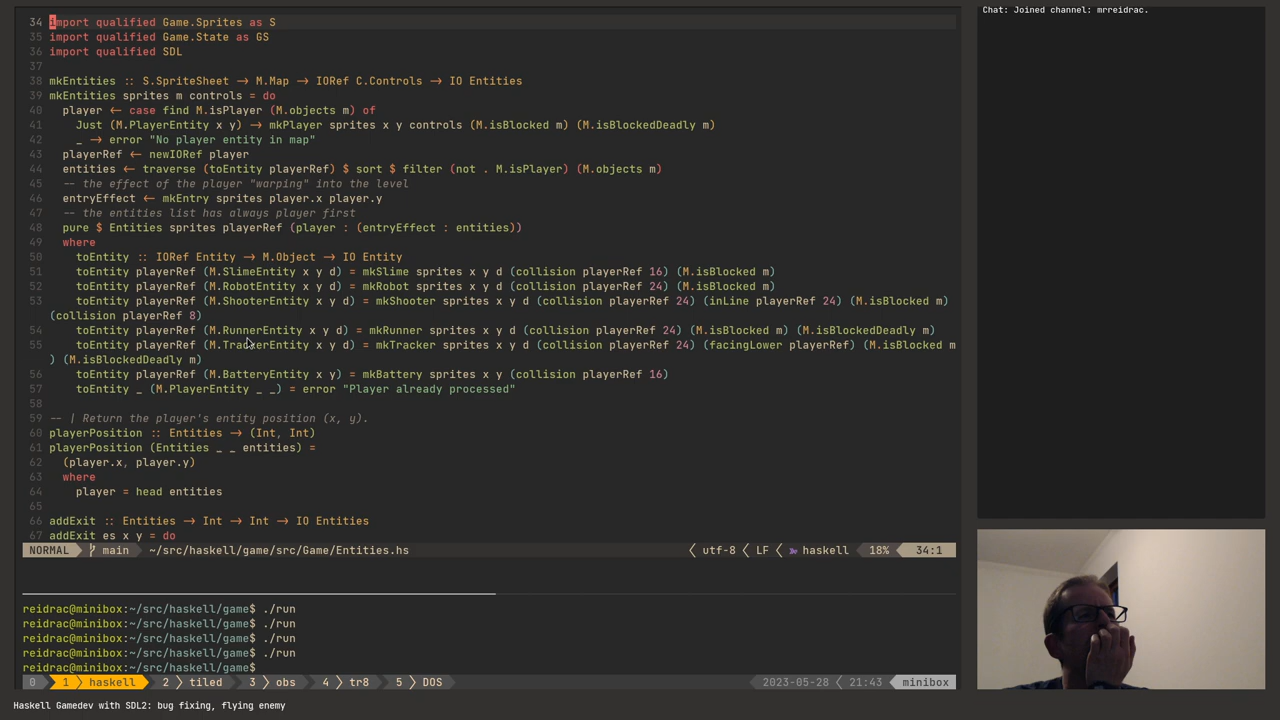 Chat: Joined channel: mrreidrac.
34 import qualified Game.Sprites as S
35 import qualified Game.State as GS
36 import qualified SDL
37
38 mkEntities :: S.SpriteSheet → M.Map → IORef C.Controls → IO Entities
39 mkEntities sprites m controls = do
40 player ← case find M.isPlayer (M.objects m) of
41 Just (M.PlayerEntity x y) → mkPlayer sprites x y controls (M.isBlocked m) (M.isBlockedDeadly m)
42 _ → error "No player entity in map"
43 playerRef ← newIORef player
44 entities ← traverse (toEntity playerRef) $ sort $ filter (not . M.isPlayer) (M.objects m)
45 -- the effect of the player "warping" into the level
46 entryEffect ← mkEntry sprites player.x player.y
47 -- the entities list has always player first
48 pure $ Entities sprites playerRef (player : (entryEffect : entities))
49 where
50 toEntity :: IORef Entity → M.Object → IO Entity
51 toEntity playerRef (M.SlimeEntity x y d) = mkSlime sprites x y d (collision playerRef 16) (M.isBlocked m)
52 toEntity playerRef (M.RobotEntity x y d) = mkRobot sprites x y d (collision playerRef 24) (M.isBlocked m)
53 toEntity playerRef (M.ShooterEntity x y d) = mkShooter sprites x y d (collision playerRef 24) (inLine playerRef 24) (M.isBlocked m)
(collision playerRef 8)
54 toEntity playerRef (M.RunnerEntity x y d) = mkRunner sprites x y d (collision playerRef 24) (M.isBlocked m) (M.isBlockedDeadly m)
55 toEntity playerRef (M.TrackerEntity x y d) = mkTracker sprites x y d (collision playerRef 24) (facingLower playerRef) (M.isBlocked m
) (M.isBlockedDeadly m)
56 toEntity playerRef (M.BatteryEntity x y) = mkBattery sprites x y (collision playerRef 16)
57 toEntity _ (M.PlayerEntity _ _) = error "Player already processed"
58
59 -- | Return the player's entity position (x, y).
60 playerPosition :: Entities → (Int, Int)
61 playerPosition (Entities _ _ entities) =
62 (player.x, player.y)
63 where
64 player = head entities
65
66 addExit :: Entities → Int → Int → IO Entities
67 addExit es x y = do
NORMAL main ~/src/haskell/game/src/Game/Entities.hs utf-8 LF haskell 18% 34:1
reidrac@minibox:~/src/haskell/game$ ./run
reidrac@minibox:~/src/haskell/game$ ./run
reidrac@minibox:~/src/haskell/game$ ./run
reidrac@minibox:~/src/haskell/game$ ./run
reidrac@minibox:~/src/haskell/game$
0 1 haskell 2 tiled 3 obs 4 tr8 5 DOS 2023-05-28 21:43 minibox
Haskell Gamedev with SDL2: bug fixing, flying enemy